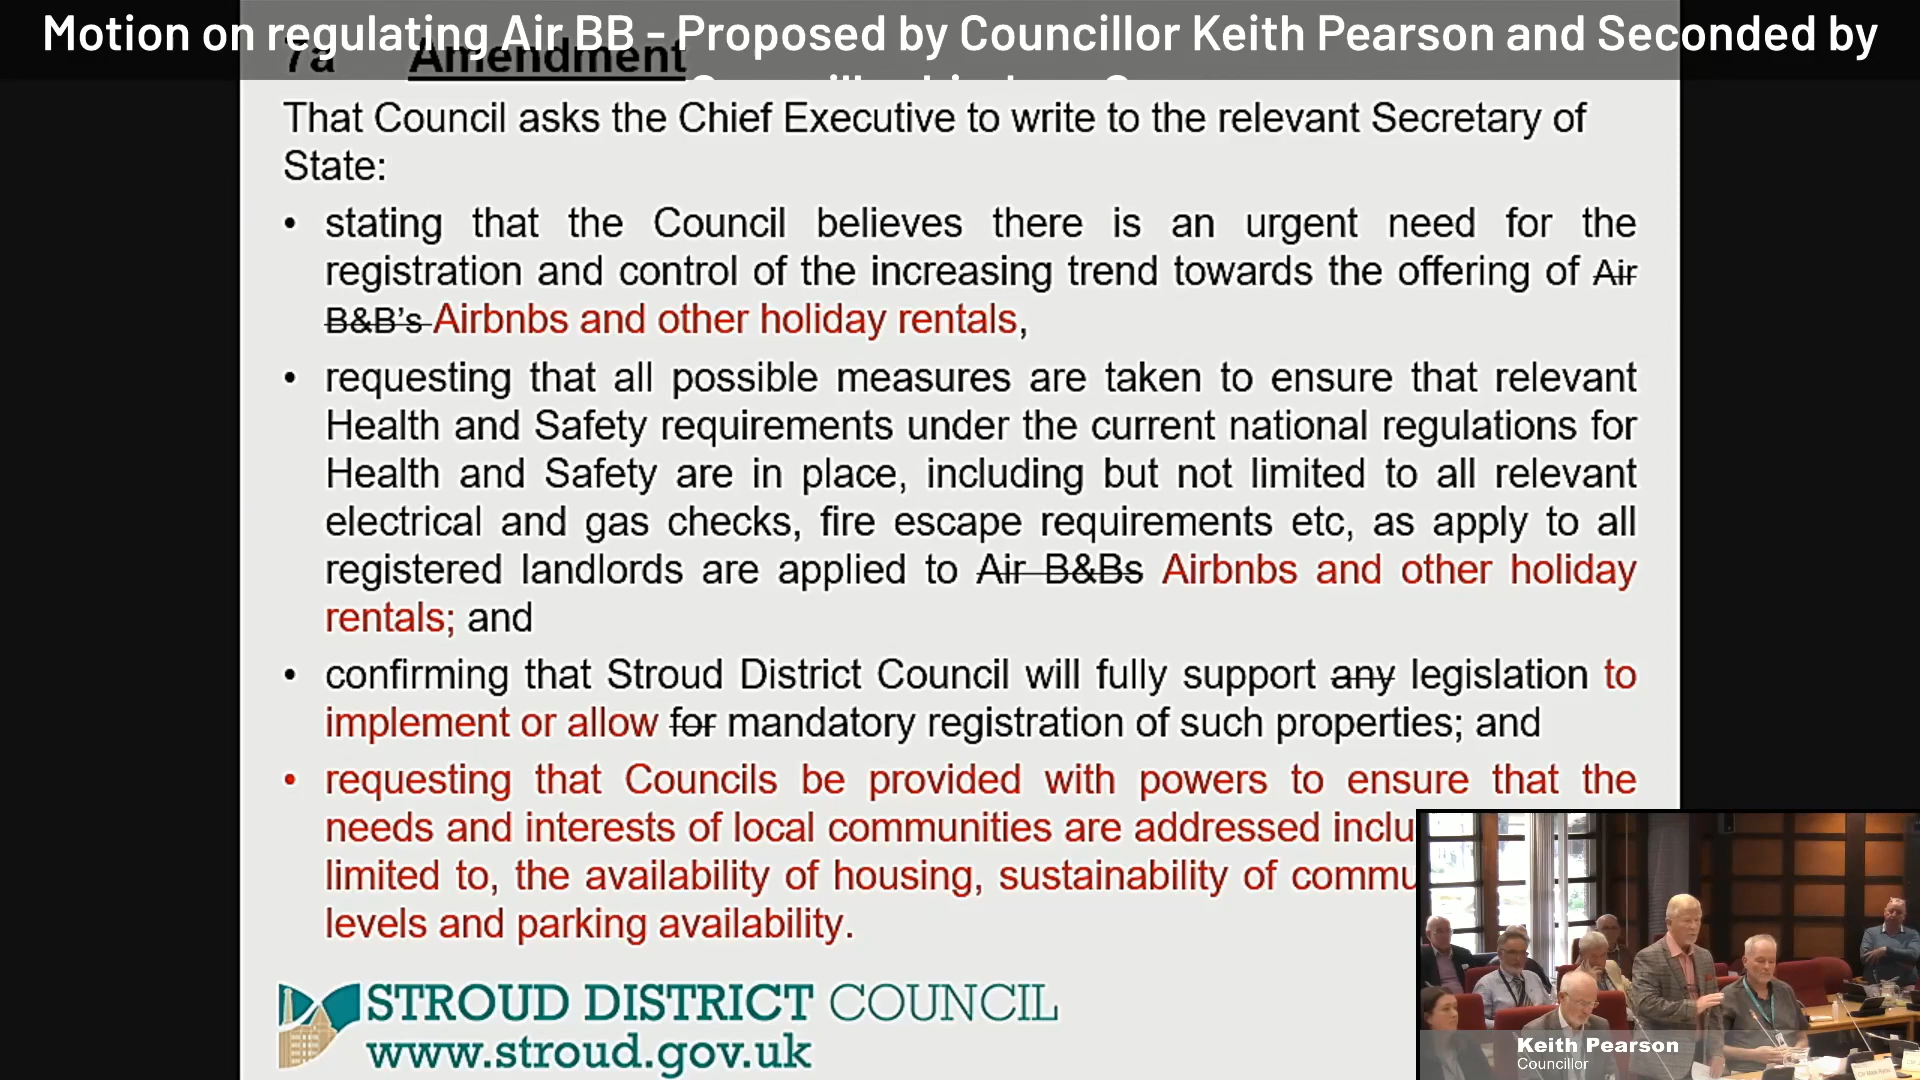 Motion on regulating Air BB - Proposed by Councillor Keith Pearson and Seconded by
7a Amendment
That Council asks the Chief Executive to write to the relevant Secretary of
State:
• stating that the Council believes there is an urgent need for the
registration and control of the increasing trend towards the offering of Air
B&B's Airbnbs and other holiday rentals,
• requesting that all possible measures are taken to ensure that relevant
Health and Safety requirements under the current national regulations for
Health and Safety are in place, including but not limited to all relevant
electrical and gas checks, fire escape requirements etc, as apply to all
registered landlords are applied to Air B&Bs Airbnbs and other holiday
rentals; and
• confirming that Stroud District Council will fully support any legislation to
implement or allow for mandatory registration of such properties; and
• requesting that Councils be provided with powers to ensure that the
needs and interests of local communities are addressed inclu
limited to, the availability of housing, sustainability of commu
levels and parking availability.
STROUD DISTRICT COUNCIL
www.stroud.gov.uk
Keith Pearson
Councillor